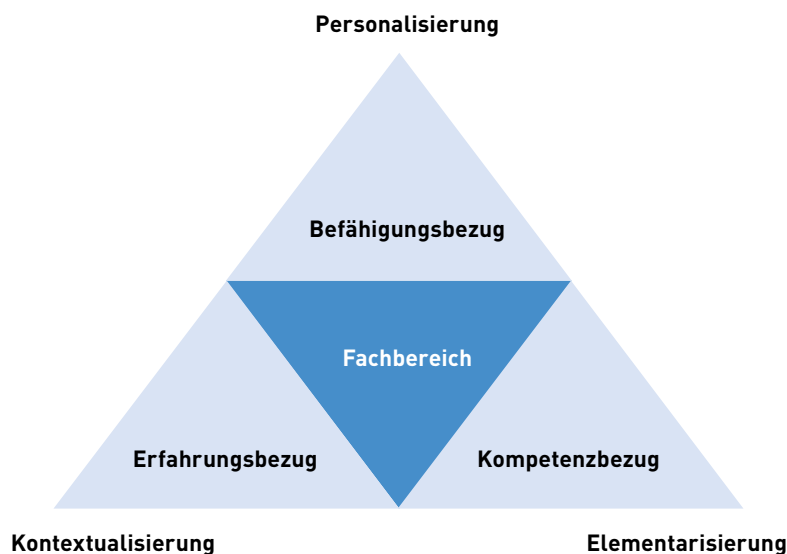 Personalisierung
Befähigungsbezug
Fachbereich
Erfahrungsbezug
Kompetenzbezug
Kontextualisierung
Elementarisierung